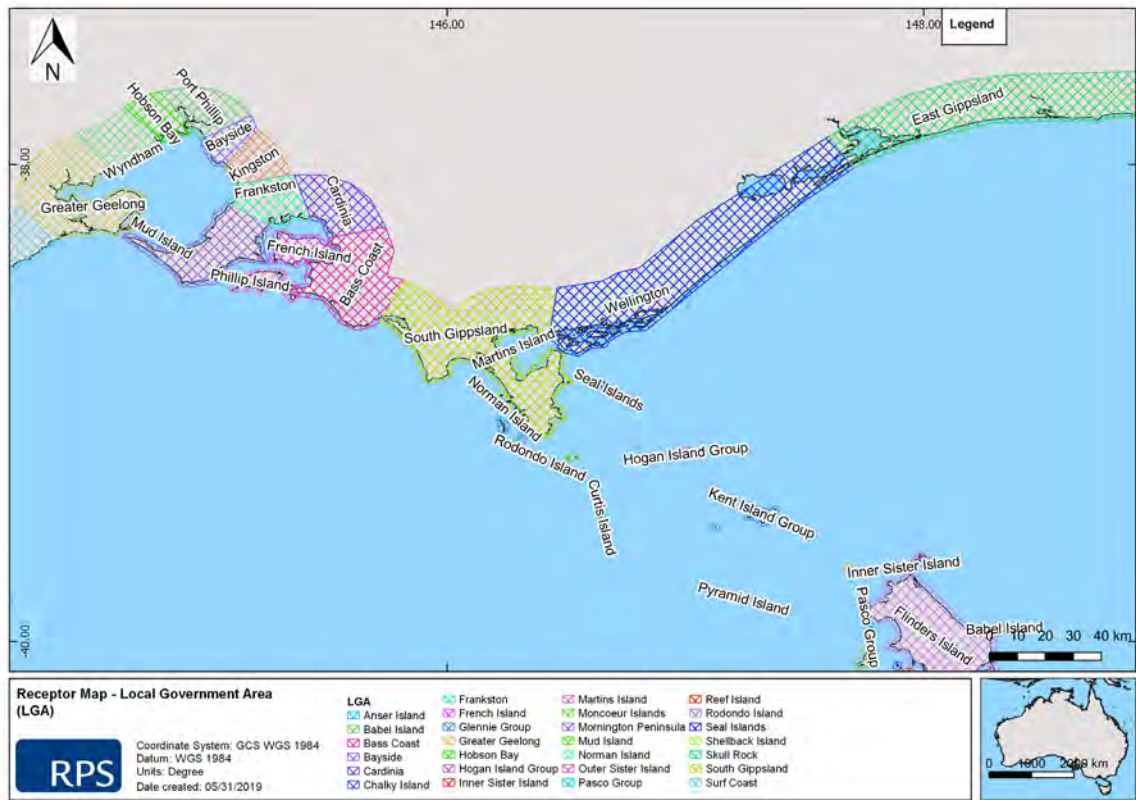 146.00
148.00
Legend
N
Port Phillip
Hobson Bay
East Gippsland
Bayside
-38.00
Wyndham
Kingston
Frankston
Cardinia
Greater Geelong
Mud Island
French Island
Bass Coast
Phillip Island
Wellington
South Gippsland
Martins Island
Seal Islands
Norman Island
Rodondo Island
Hogan Island Group
Curtis Island
Kent Island Group
Inner Sister Island
Pyramid Island
Pasco Group
Flinders Island
Babel Island
-40.00
0 10 20 30 40 km
Receptor Map - Local Government Area
(LGA)
RPS
Coordinate System: GCS WGS 1984
Datum: WGS 1984
Units: Degree
Date created: 05/31/2019
LGA
Anser Island
Babel Island
Bass Coast
Bayside
Cardinia
Chalky Island
Frankston
French Island
Glennie Group
Greater Geelong
Hobson Bay
Hogan Island Group
Inner Sister Island
Martins Island
Moncoeur Islands
Mornington Peninsula
Mud Island
Norman Island
Outer Sister Island
Pasco Group
Reef Island
Rodondo Island
Seal Islands
Shellback Island
Skull Rock
South Gippsland
Surf Coast
0 1000 2000 km